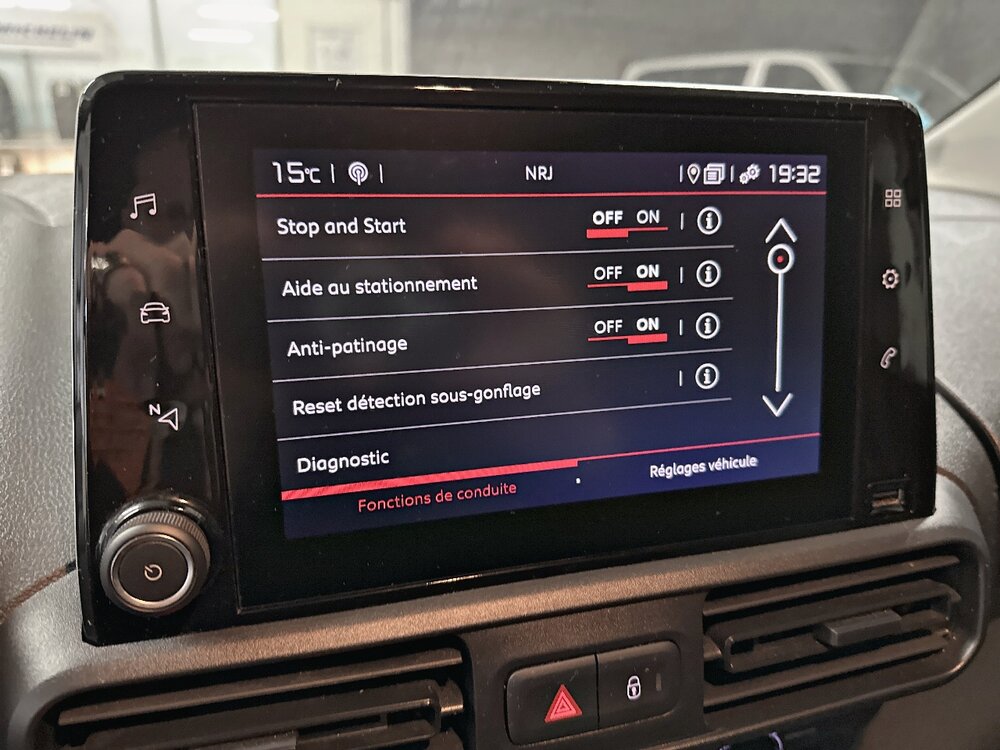 MICHELIN
15°C NRJ 19:32
Stop and Start OFF ON
Aide au stationnement OFF ON
Anti-patinage OFF ON
Reset détection sous-gonflage
Diagnostic
Fonctions de conduite Réglages véhicule
N